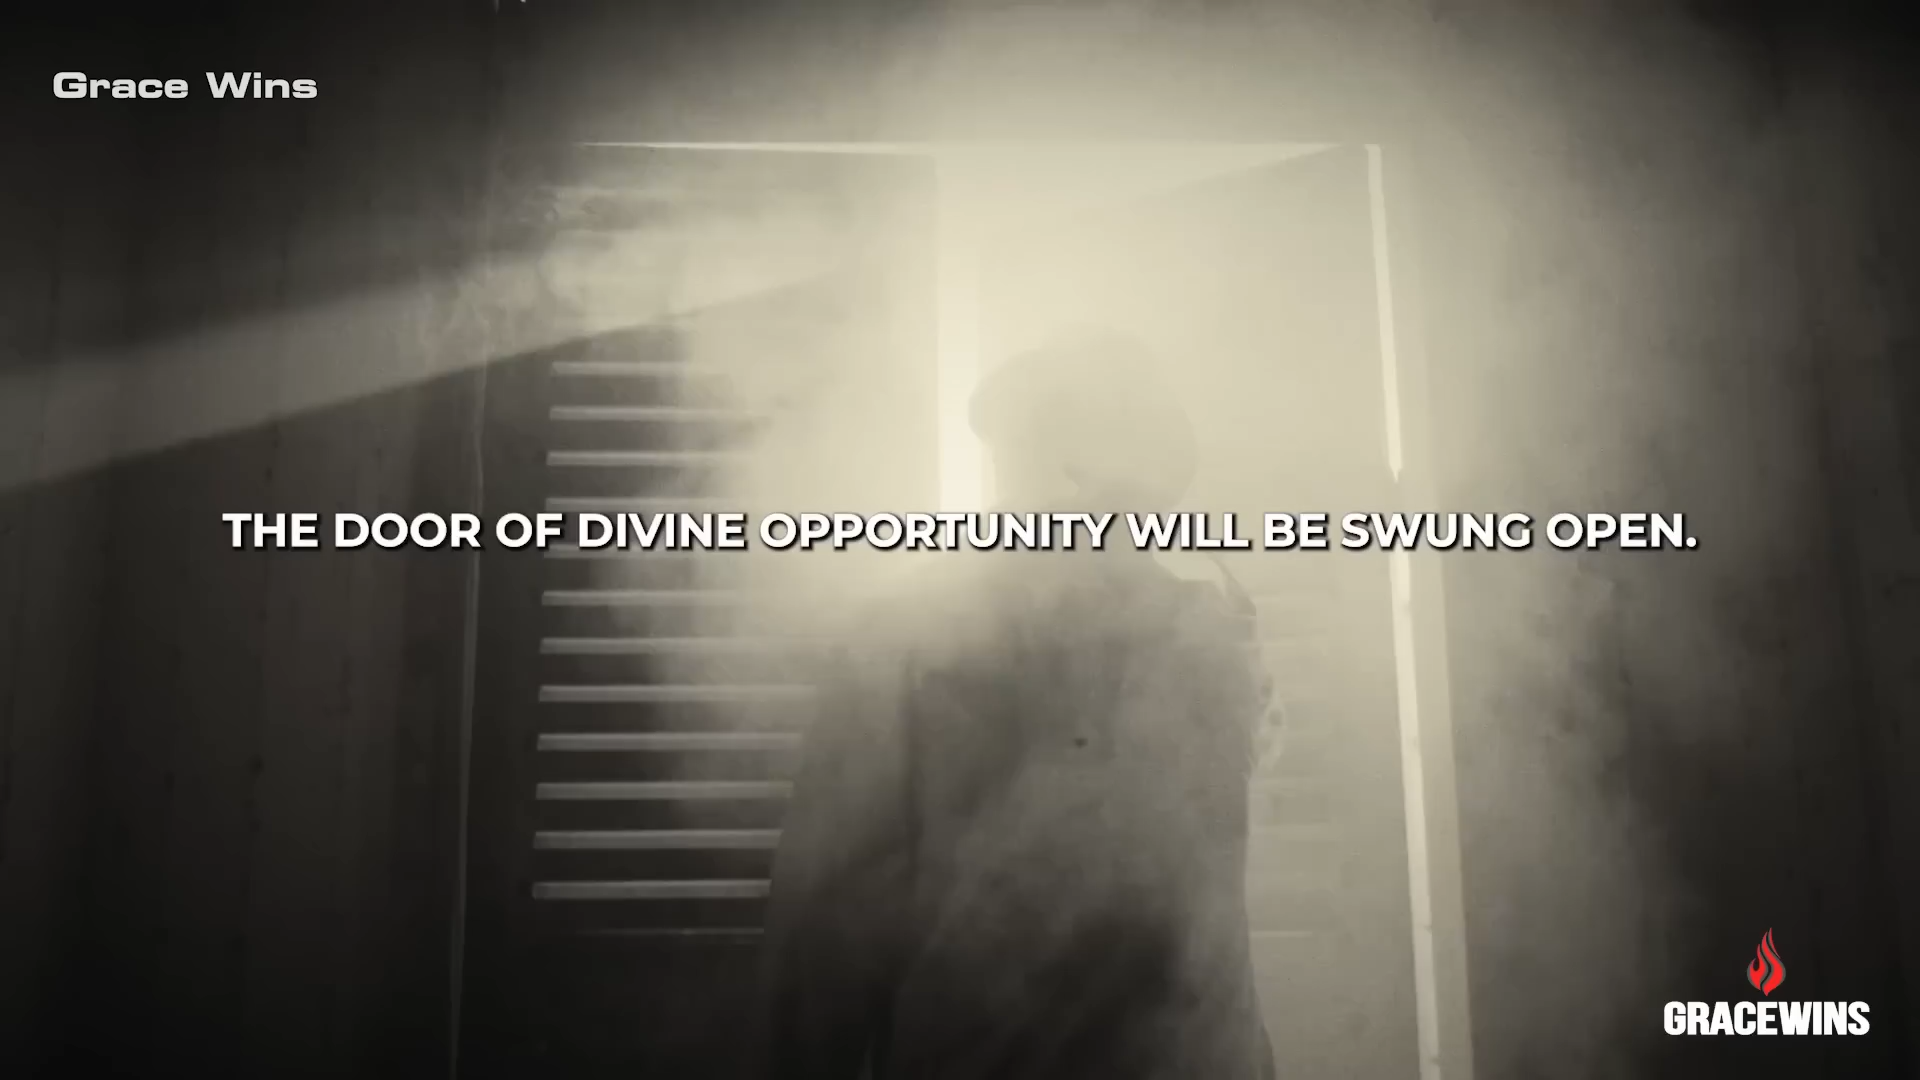 Grace Wins
THE DOOR OF DIVINE OPPORTUNITY WILL BE SWUNG OPEN.
GRACEWINS